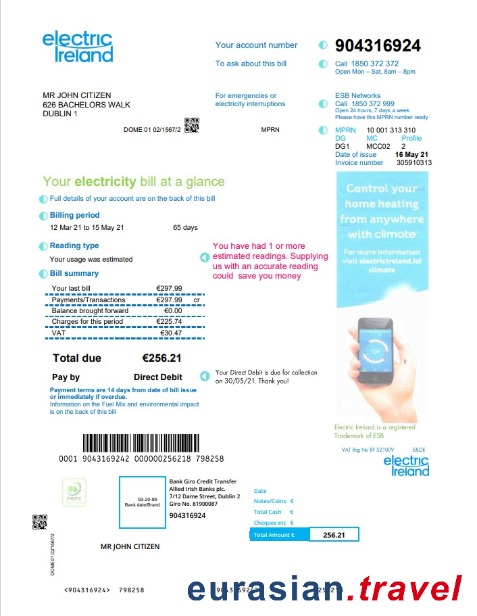 electric
Ireland
Your account number 904316924
To ask about this bill Call 1850 372 372
Open Mon – Sat, 8am – 8pm
MR JOHN CITIZEN
626 BACHELORS WALK
DUBLIN 1
For emergencies or
electricity interruptions
ESB Networks
Call 1850 372 999
Open 24 hours, 7 days a week
Please have this MPRN number ready
DOME 01 02/1567/2
MPRN
MPRN 10 001 313 310
DG MC Profile
DG1 MCC02 2
Date of issue 16 May 21
Invoice number 305910313
Your electricity bill at a glance
Full details of your account are on the back of this bill
Billing period
12 Mar 21 to 15 May 21 65 days
Reading type
Your usage was estimated
You have had 1 or more
estimated readings. Supplying
us with an accurate reading
could save you money
Bill summary
Your last bill €297.99
Payments/Transactions €297.99 cr
Balance brought forward €0.00
Charges for this period €225.74
VAT €30.47
Total due €256.21
Pay by Direct Debit
Your Direct Debit is due for collection
on 30/05/21. Thank you!
Payment terms are 14 days from date of bill issue
or immediately if overdue.
Information on the Fuel Mix and environmental impact
is on the back of this bill
Control your
home heating
from anywhere
with climote
For more information
visit electricireland.ie/
climote
Electric Ireland is a registered
Trademark of ESB
0001 9043169242 000000256218 798258
VAT Reg No
electric
Ireland
Bank Giro Credit Transfer
Allied Irish Banks plc.
7/12 Dame Street, Dublin 2
Giro No. 81900087
904316924
Bank date/Brand
Date
Notes/Coins €
Total Cash €
Cheques etc €
Total Amount € 256.21
DOME 01 02/1567/2
MR JOHN CITIZEN
<904316924> 798258
eurasian.travel